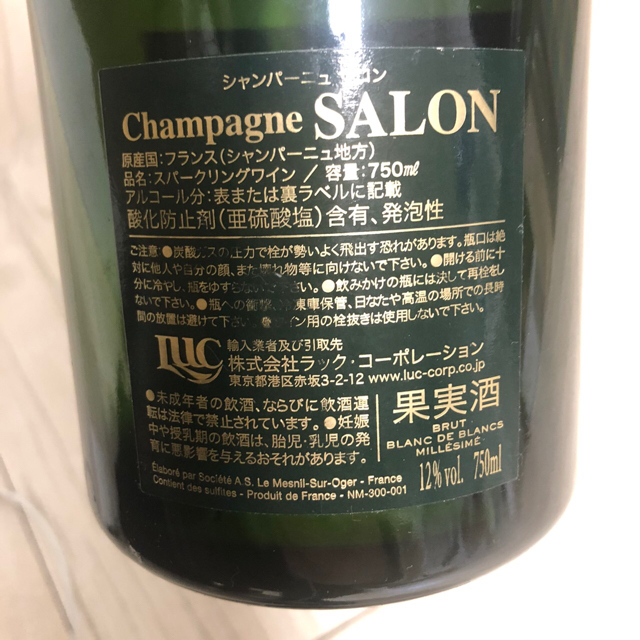 シャンパーニュ コン
Champagne SALON
原産国:フランス(シャンパーニュ地方)
品名:スパークリングワイン / 容量:750ml
アルコール分:表または裏ラベルに記載
酸化防止剤(亜硫酸塩)含有、発泡性
ご注意:●炭酸ガスの圧力で栓が勢いよく飛出す恐れがあります。瓶口は絶
対に他人や自分の顔、また壊れ物等に向けないで下さい。●開ける前に十
分に冷やし、瓶をゆすらないで下さい。●飲みかけの瓶には決して再栓をし
ないで下さい。●瓶への衝撃、凍庫保管、日なたや高温の場所での長時
間の放置は避けて下さい。イン用の栓抜きは使用しないで下さい。
LUC 輸入業者及び引取先
株式会社ラック・コーポレーション
東京都港区赤坂3-2-12 www.luc-corp.co.jp
●未成年者の飲酒、ならびに飲酒運
転は法律で禁止されています。●妊娠
中や授乳期の飲酒は、胎児・乳児の発
育に悪影響を与えるおそれがあります。
果実酒
BRUT
BLANC DE BLANCS
MILLÉSIMÉ
Élaboré par Société A.S. Le Mesnil-Sur-Oger - France
Contient des sulfites - Produit de France - NM-300-001
12% vol. 750ml